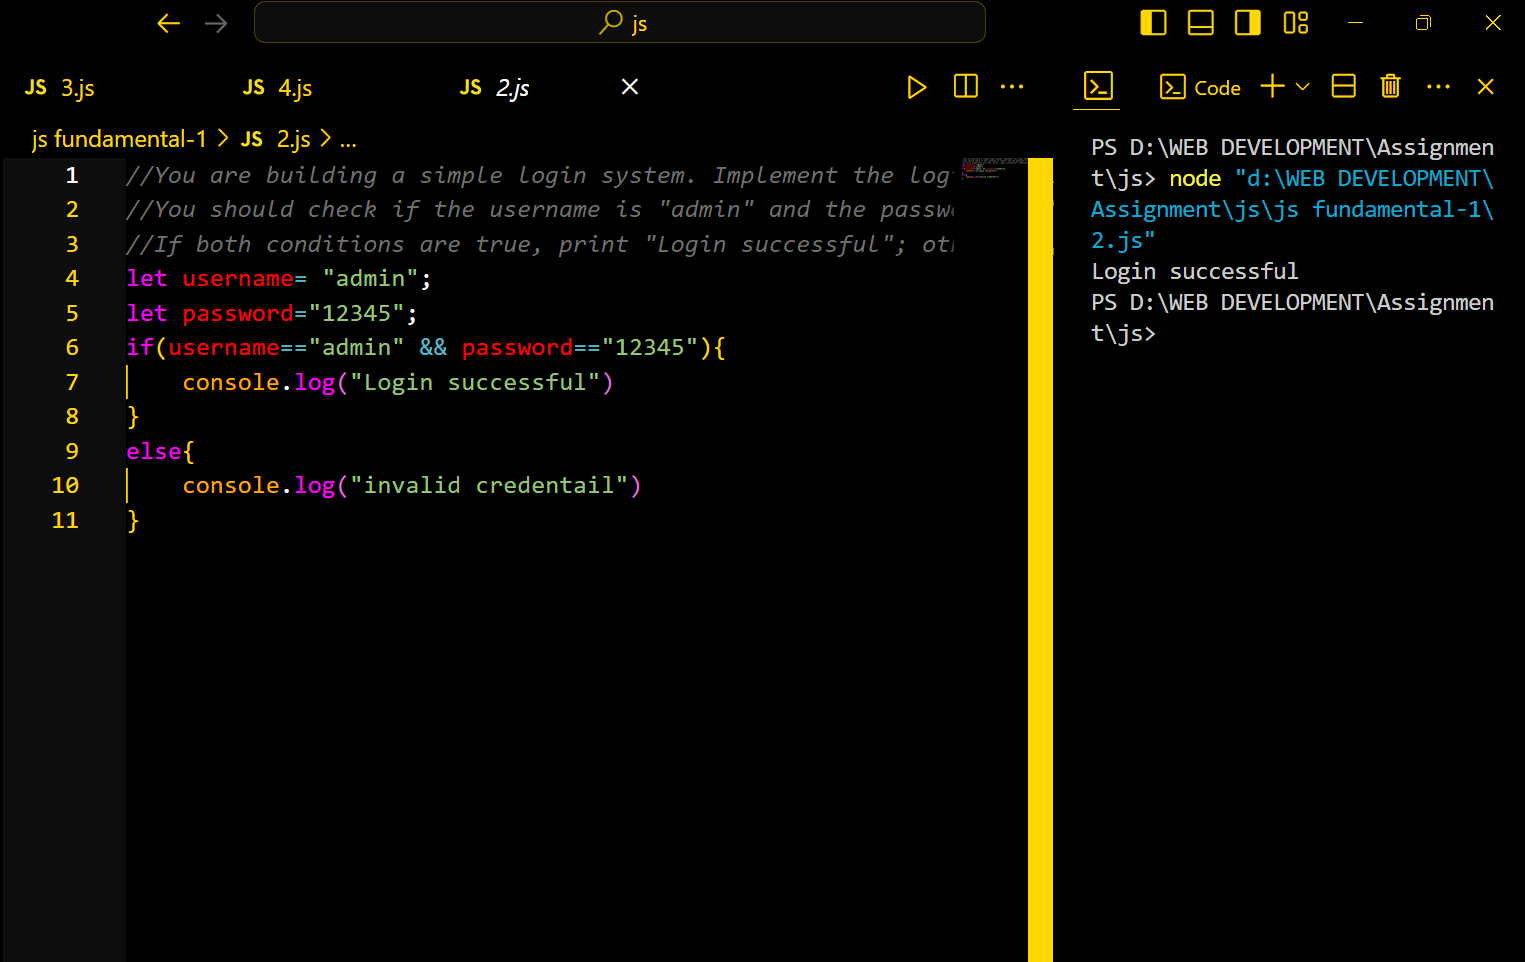 js
JS 3.js
JS 4.js
JS 2.js
Code
js fundamental-1 > JS 2.js > ...
1 //You are building a simple login system. Implement the log
2 //You should check if the username is "admin" and the passw
3 //If both conditions are true, print "Login successful"; ot
4 let username= "admin";
5 let password="12345";
6 if(username=="admin" && password=="12345"){
7 console.log("Login successful")
8 }
9 else{
10 console.log("invalid credentail")
11 }
PS D:\WEB DEVELOPMENT\Assignmen
t\js> node "d:\WEB DEVELOPMENT\
Assignment\js\js fundamental-1\
2.js"
Login successful
PS D:\WEB DEVELOPMENT\Assignmen
t\js>